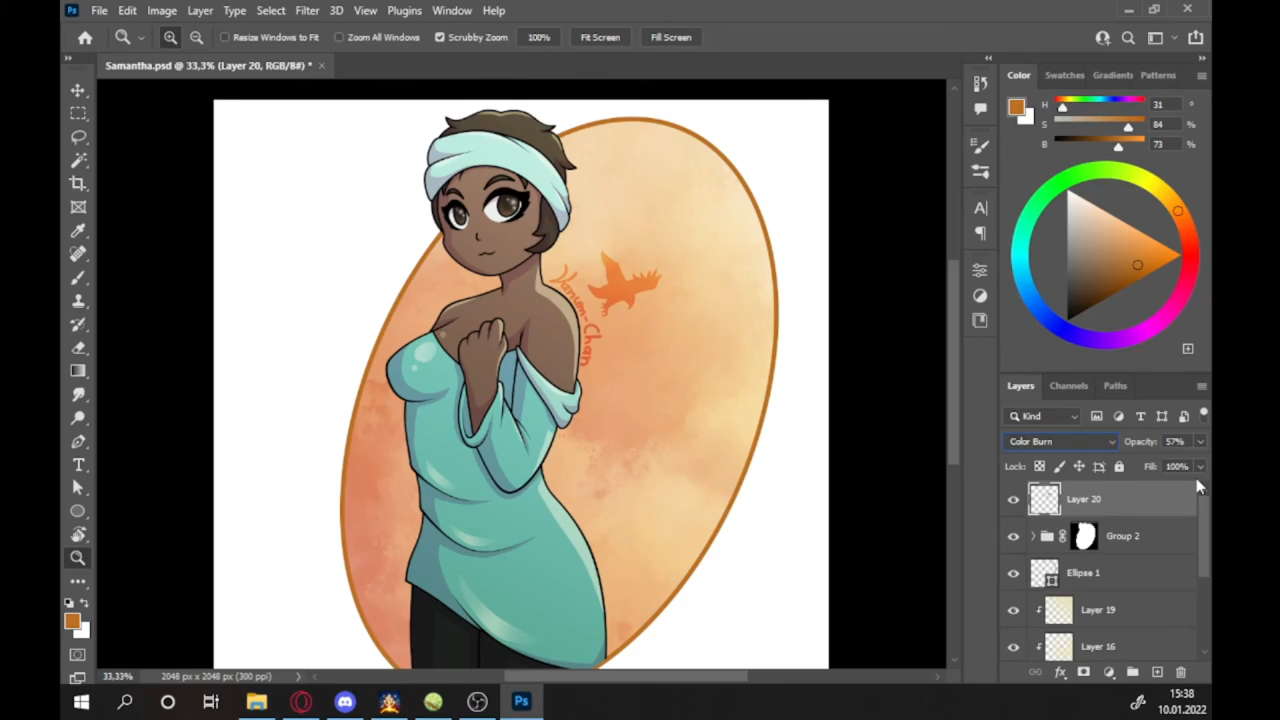 Ps File Edit Image Layer Type Select Filter 3D View Plugins Window Help
Resize Windows to Fit Zoom All Windows Scrubby Zoom 100% Fit Screen Fill Screen
Samantha.psd @ 33,3% (Layer 20, RGB/8#) *
Color Swatches Gradients Patterns
H 31 °
S 84 %
B 73 %
Layers Channels Paths
Kind
Color Burn Opacity: 57%
Lock: Fill: 100%
Layer 20
Group 2
Ellipse 1
Layer 19
Layer 16
33,33% 2048 px x 2048 px (300 ppi)
Ps
15:38
10.01.2022